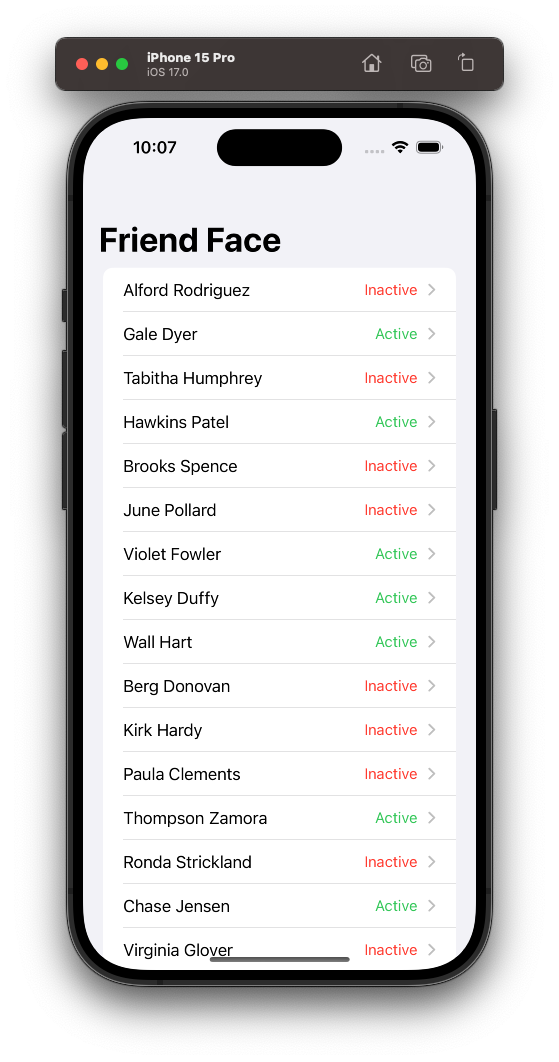 iPhone 15 Pro
iOS 17.0
10:07
Friend Face
Alford Rodriguez Inactive
Gale Dyer Active
Tabitha Humphrey Inactive
Hawkins Patel Active
Brooks Spence Inactive
June Pollard Inactive
Violet Fowler Active
Kelsey Duffy Active
Wall Hart Active
Berg Donovan Inactive
Kirk Hardy Inactive
Paula Clements Inactive
Thompson Zamora Active
Ronda Strickland Inactive
Chase Jensen Active
Virginia Glover Inactive